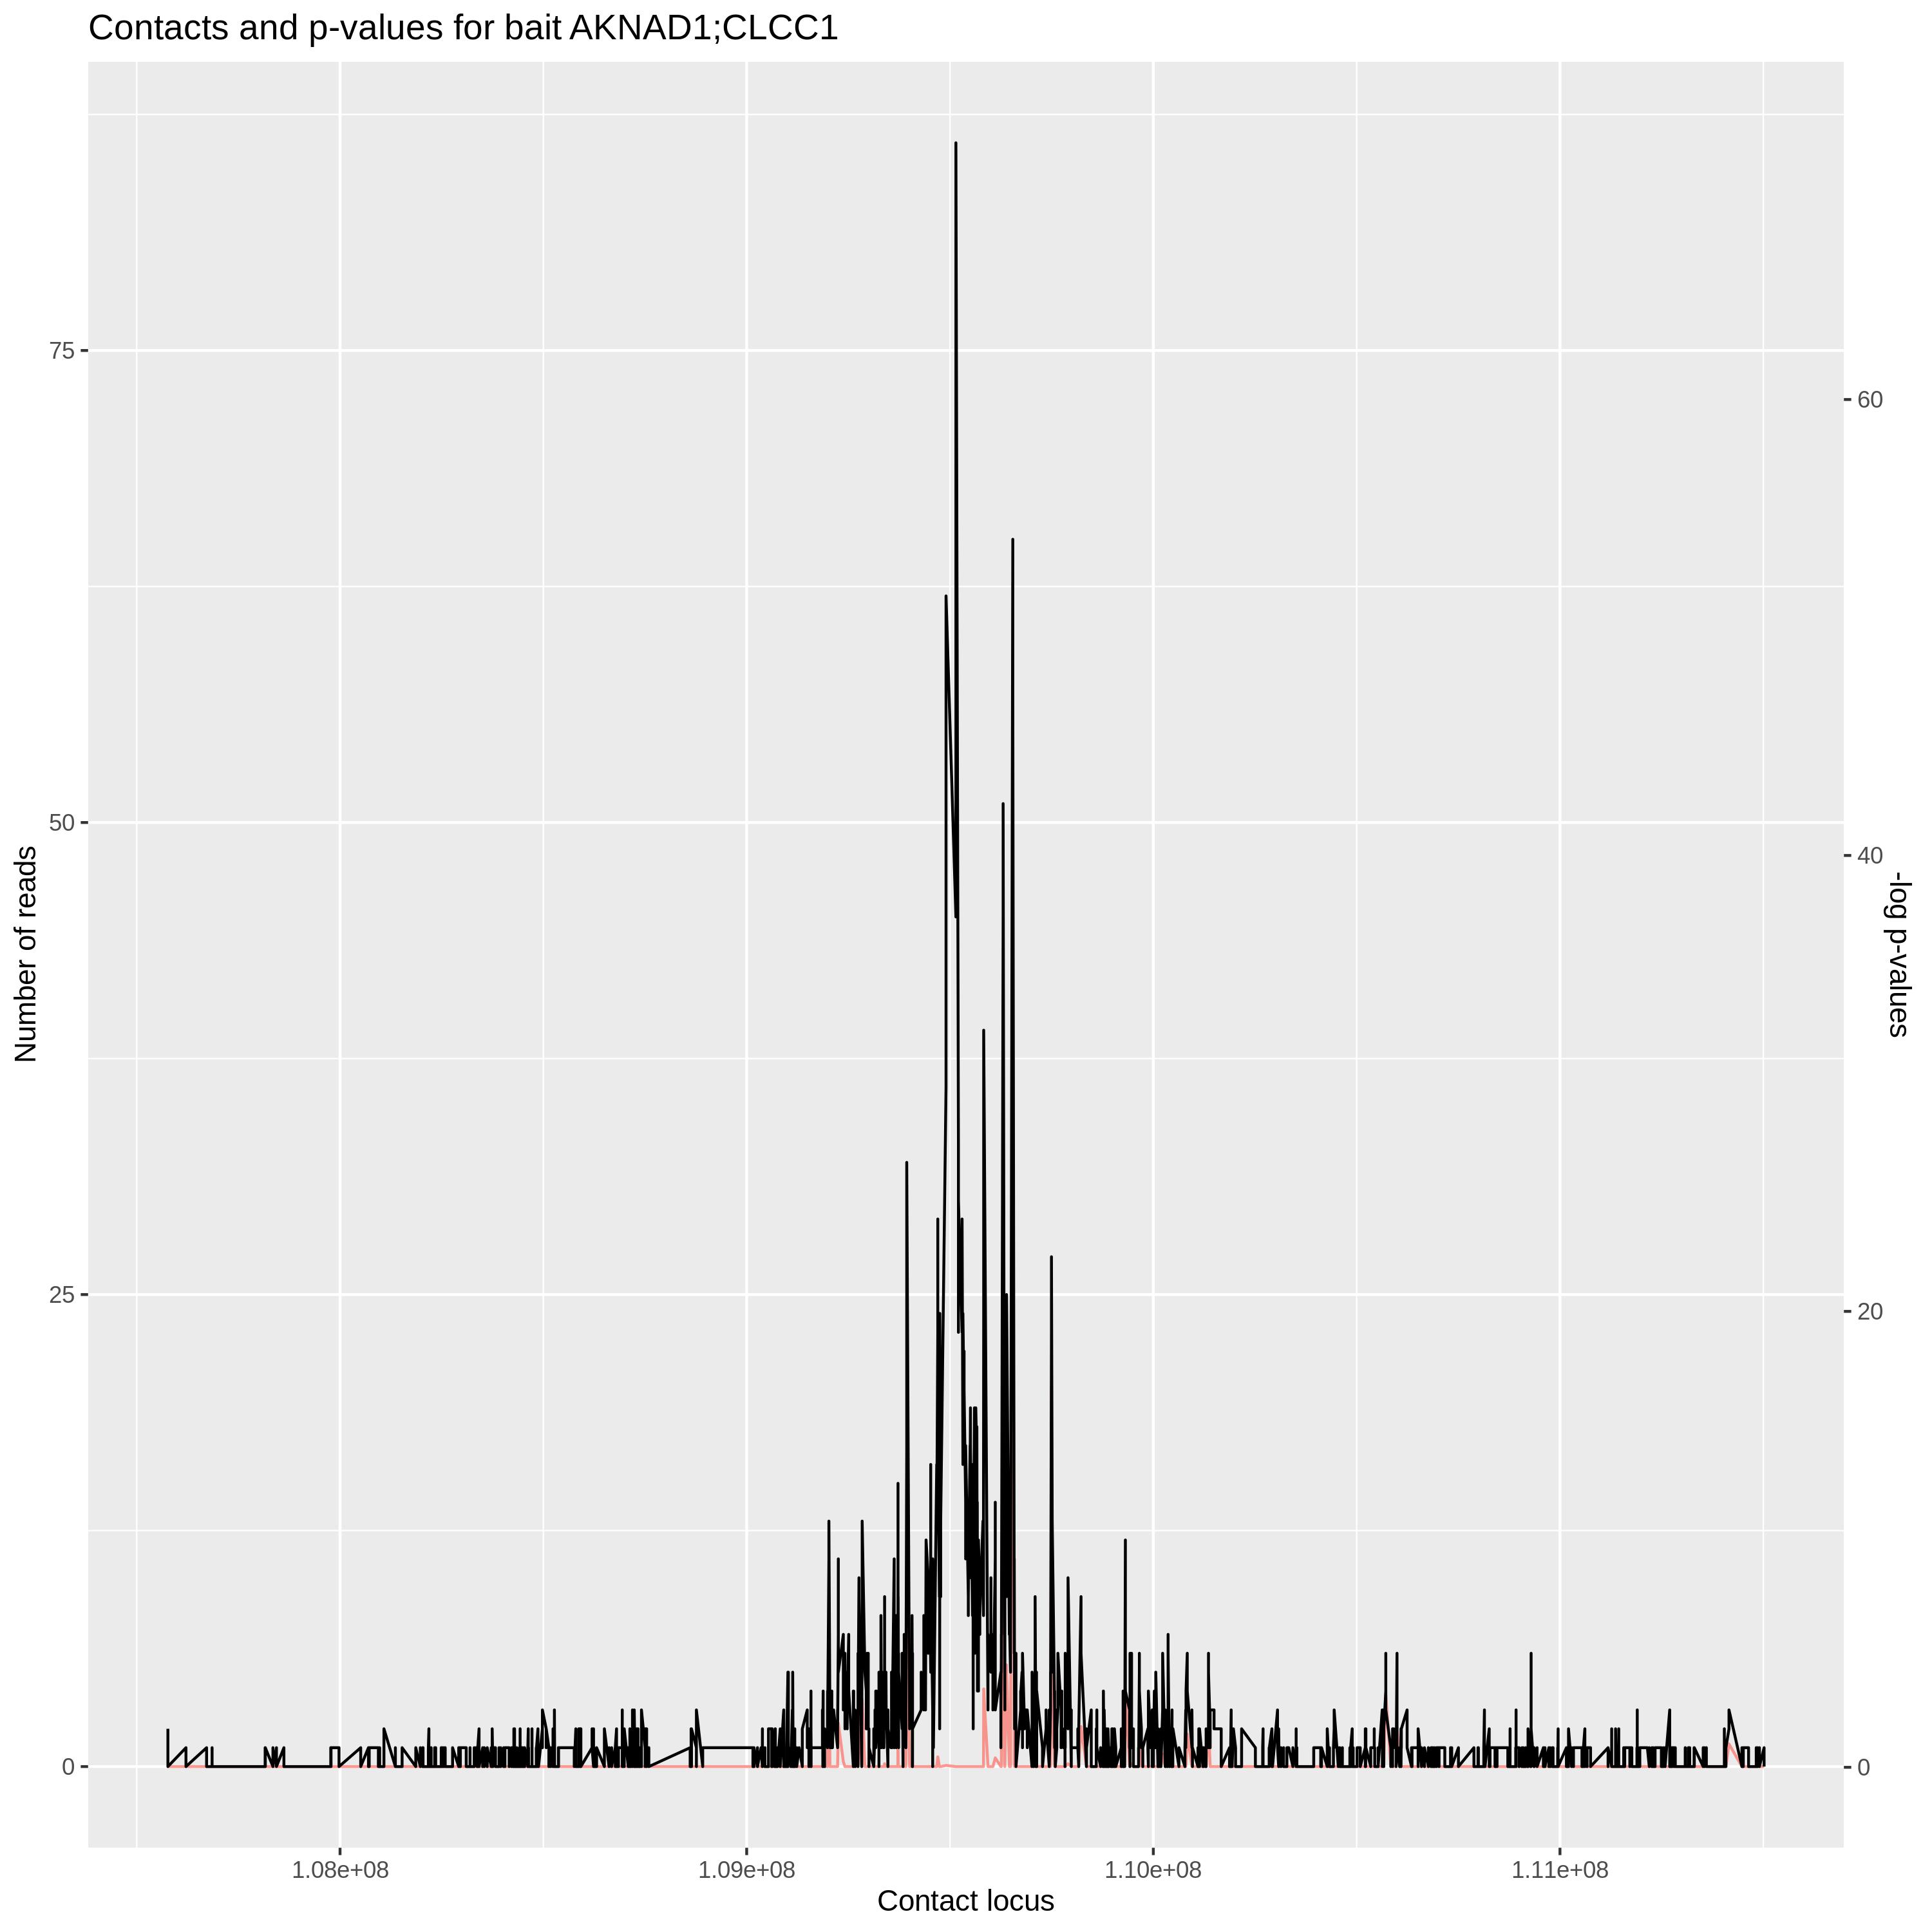 Contacts and p-values for bait AKNAD1;CLCC1
75
50
25
0
Number of reads
60
40
20
0
-log p-values
1.08e+08
1.09e+08
1.10e+08
1.11e+08
Contact locus